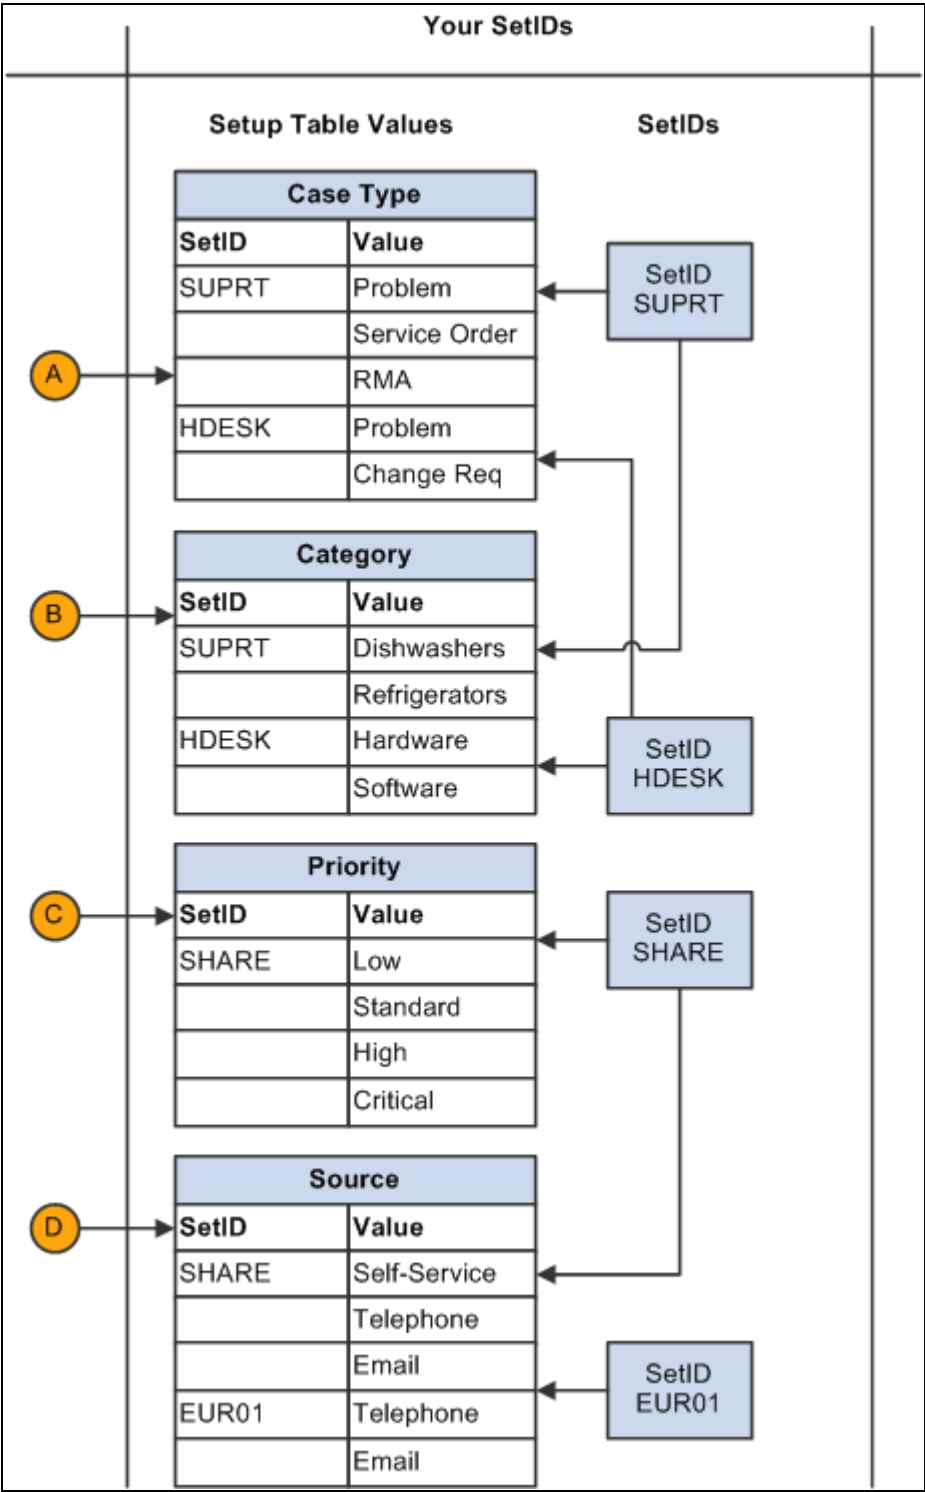 Your SetIDs
Setup Table Values SetIDs
Case Type
SetID Value
SUPRT Problem
Service Order
RMA
HDESK Problem
Change Req
SetID
SUPRT
A
Category
SetID Value
SUPRT Dishwashers
Refrigerators
HDESK Hardware
Software
B
SetID
HDESK
Priority
SetID Value
SHARE Low
Standard
High
Critical
C
SetID
SHARE
Source
SetID Value
SHARE Self-Service
Telephone
Email
EUR01 Telephone
Email
D
SetID
EUR01